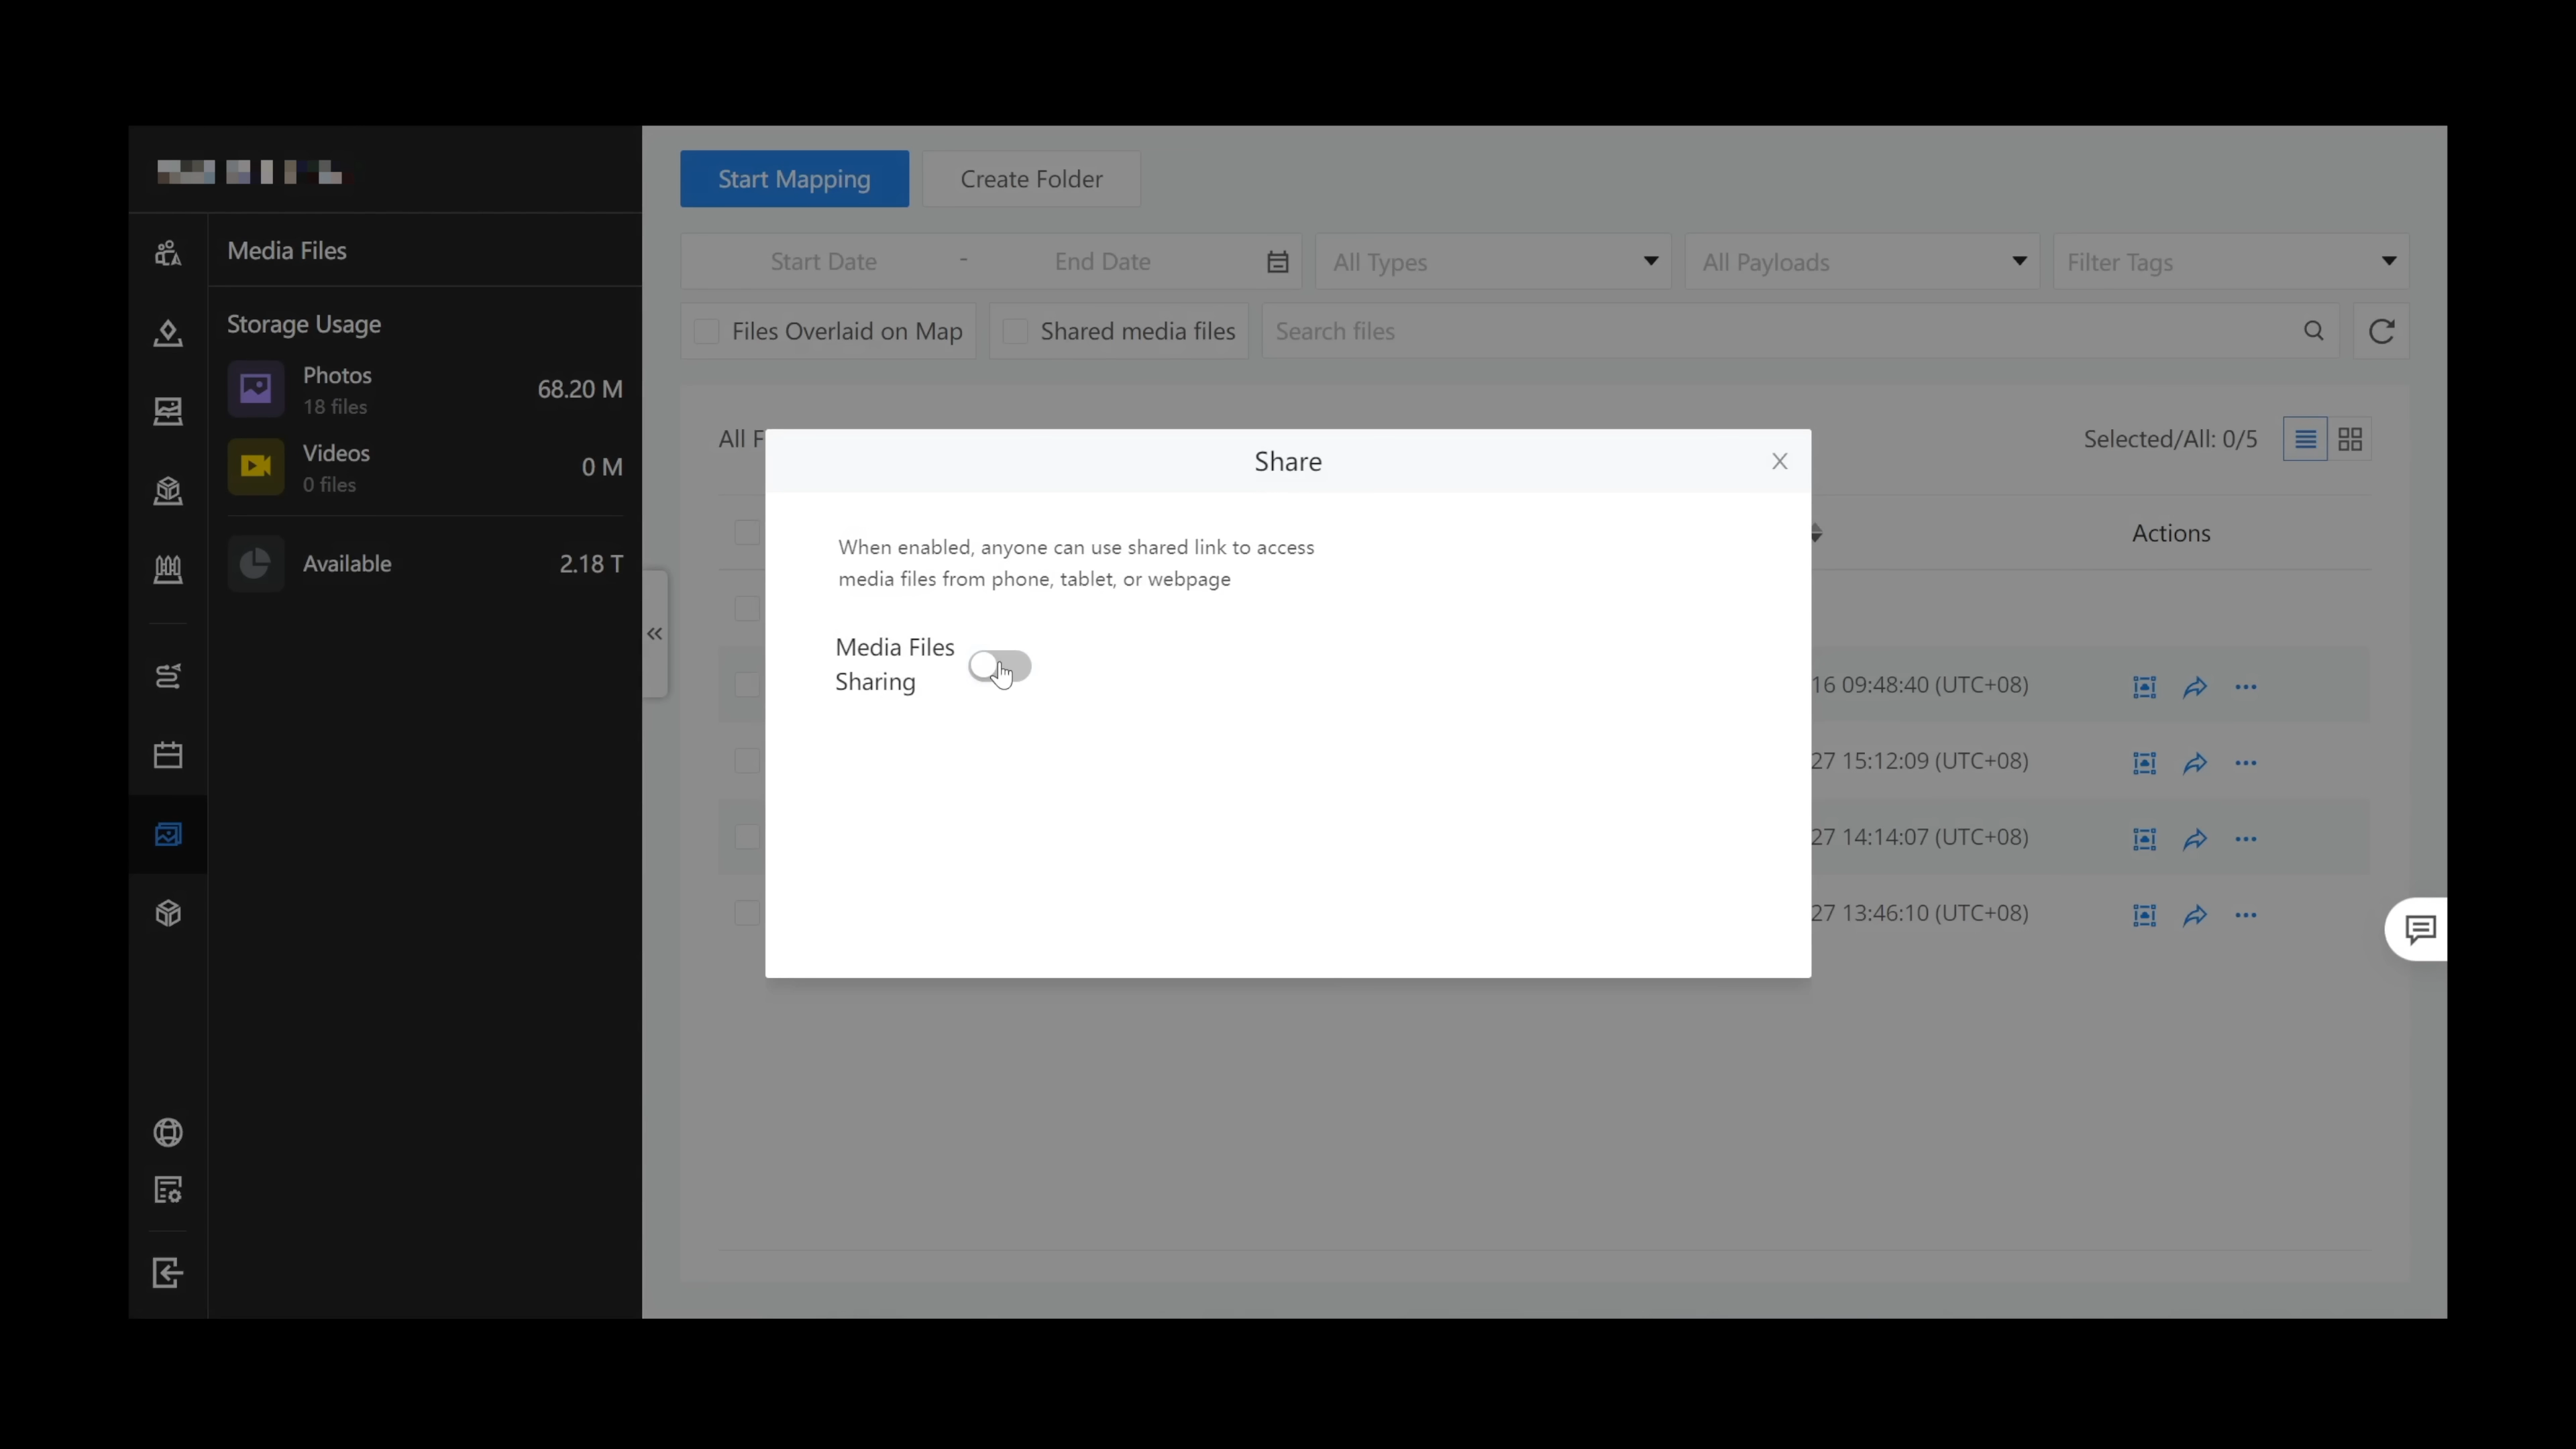 Start Mapping
Create Folder
Media Files
Start Date - End Date
All Types
All Payloads
Filter Tags
Files Overlaid on Map
Shared media files
Search files
Storage Usage
Photos
18 files
68.20 M
Videos
0 files
0 M
Available
2.18 T
All F
Selected/All: 0/5
Share
X
When enabled, anyone can use shared link to access
media files from phone, tablet, or webpage
Media Files
Sharing
Actions
16 09:48:40 (UTC+08)
27 15:12:09 (UTC+08)
27 14:14:07 (UTC+08)
27 13:46:10 (UTC+08)